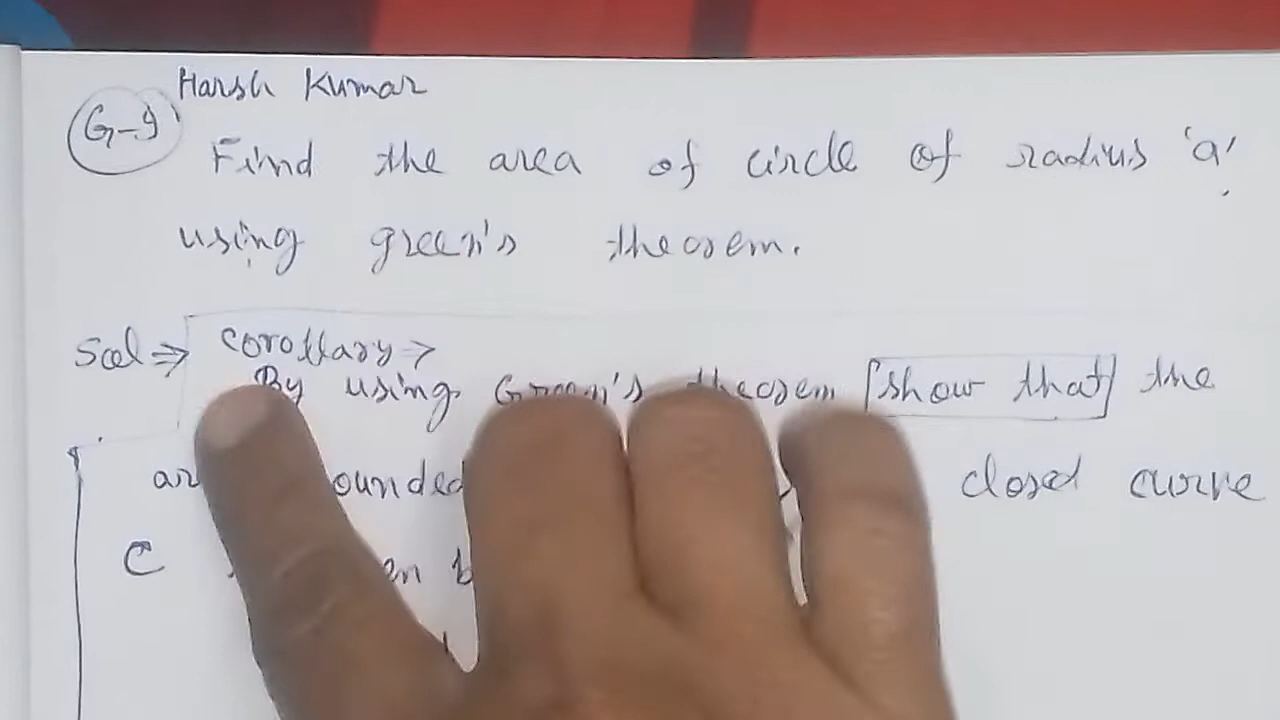 Harsh Kumar
G-9
Find the area of circle of radius 'a'
using green's theorem.
Sol ⇒ corollary →
By using Green's theorem [show that] the
closed curve
C